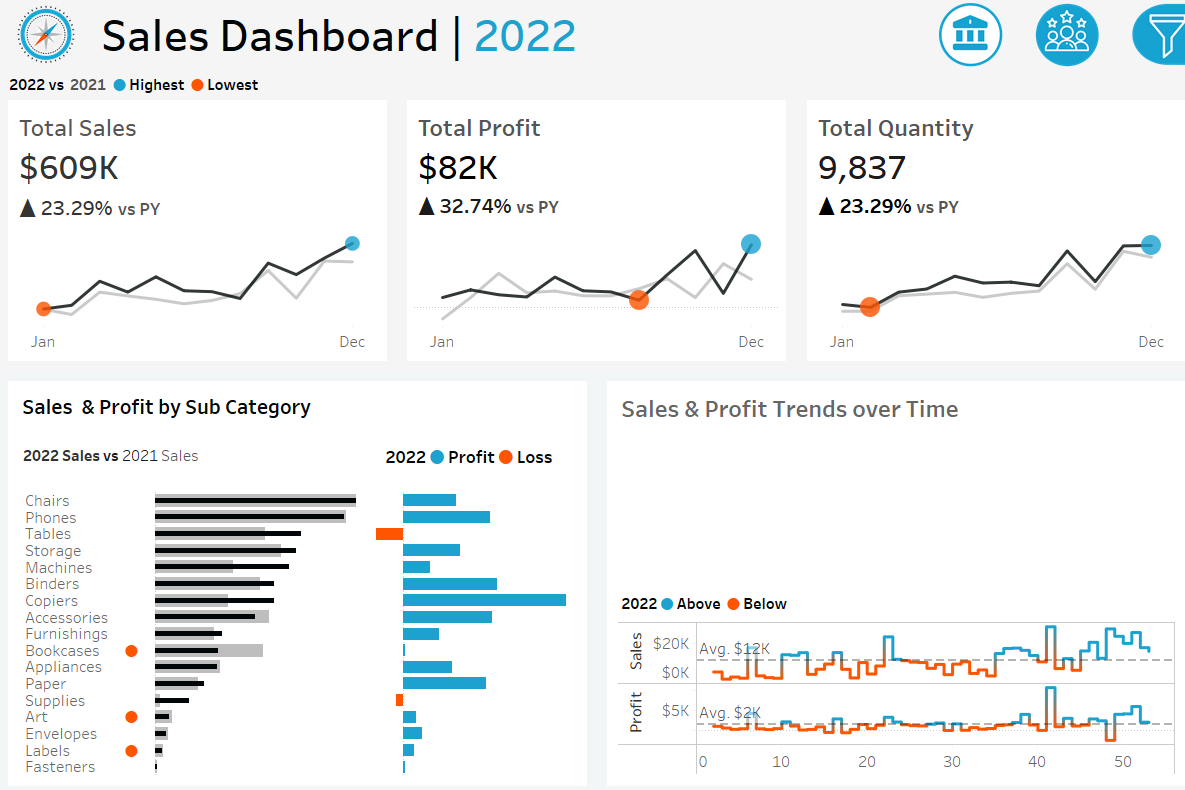 Sales Dashboard | 2022
2022 vs 2021 Highest Lowest
Total Sales
$609K
▲ 23.29% vs PY
Jan Dec
Total Profit
$82K
▲ 32.74% vs PY
Jan Dec
Total Quantity
9,837
▲ 23.29% vs PY
Jan Dec
Sales & Profit by Sub Category
2022 Sales vs 2021 Sales
2022 Profit Loss
Chairs
Phones
Tables
Storage
Machines
Binders
Copiers
Accessories
Furnishings
Bookcases
Appliances
Paper
Supplies
Art
Envelopes
Labels
Fasteners
Sales & Profit Trends over Time
2022 Above Below
Sales
$20K
$0K
Avg. $12K
Profit
$5K
Avg. $2K
0 10 20 30 40 50